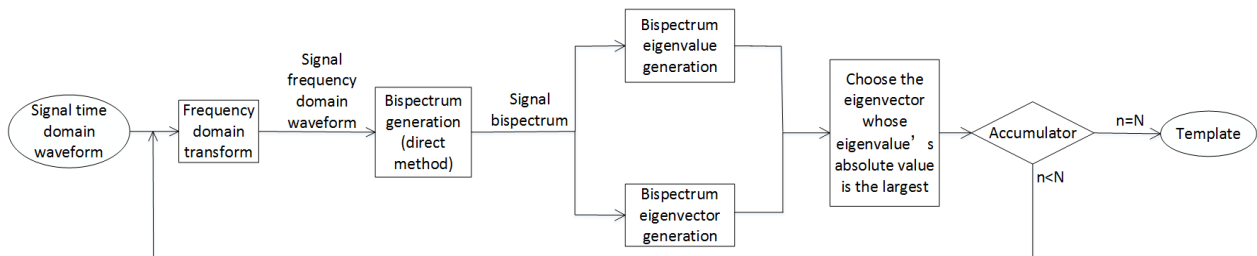 Signal time
domain
waveform
Frequency
domain
transform
Signal
frequency
domain
waveform
Bispectrum
generation
(direct
method)
Signal
bispectrum
Bispectrum
eigenvalue
generation
Bispectrum
eigenvector
generation
Choose the
eigenvector
whose
eigenvalue’s
absolute value
is the largest
Accumulator
n=N
n<N
Template